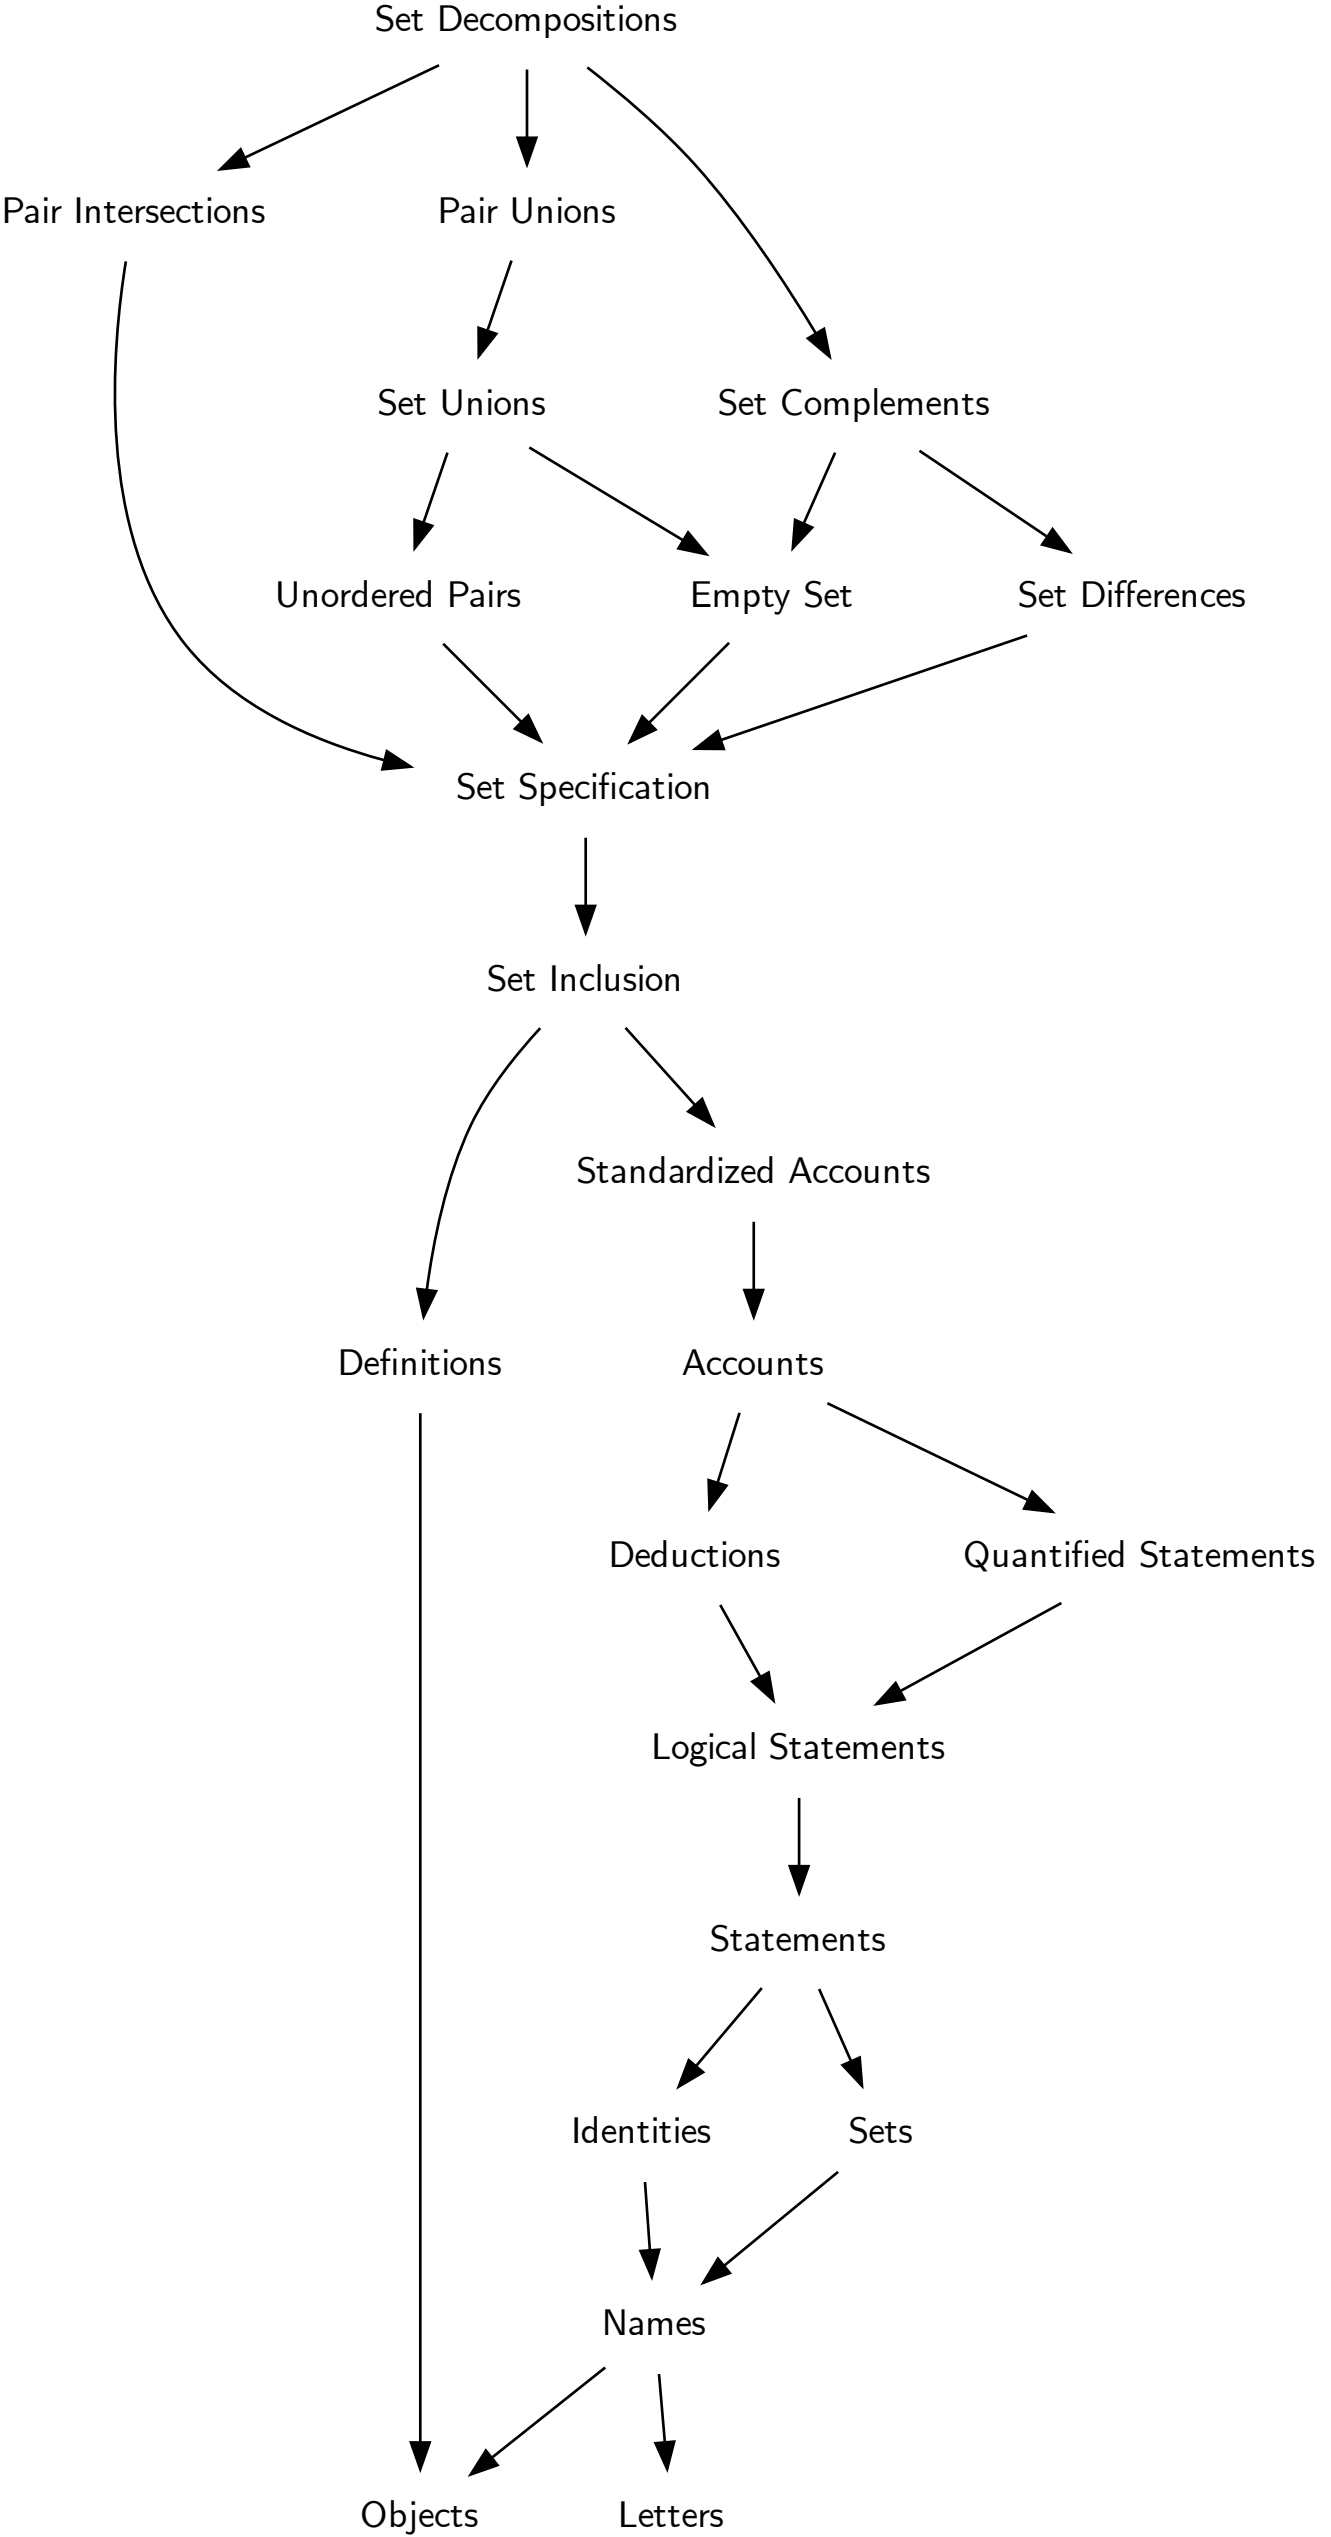 Set Decompositions
Pair Intersections
Pair Unions
Set Unions
Set Complements
Unordered Pairs
Empty Set
Set Differences
Set Specification
Set Inclusion
Standardized Accounts
Definitions
Accounts
Deductions
Quantified Statements
Logical Statements
Statements
Identities
Sets
Names
Objects
Letters